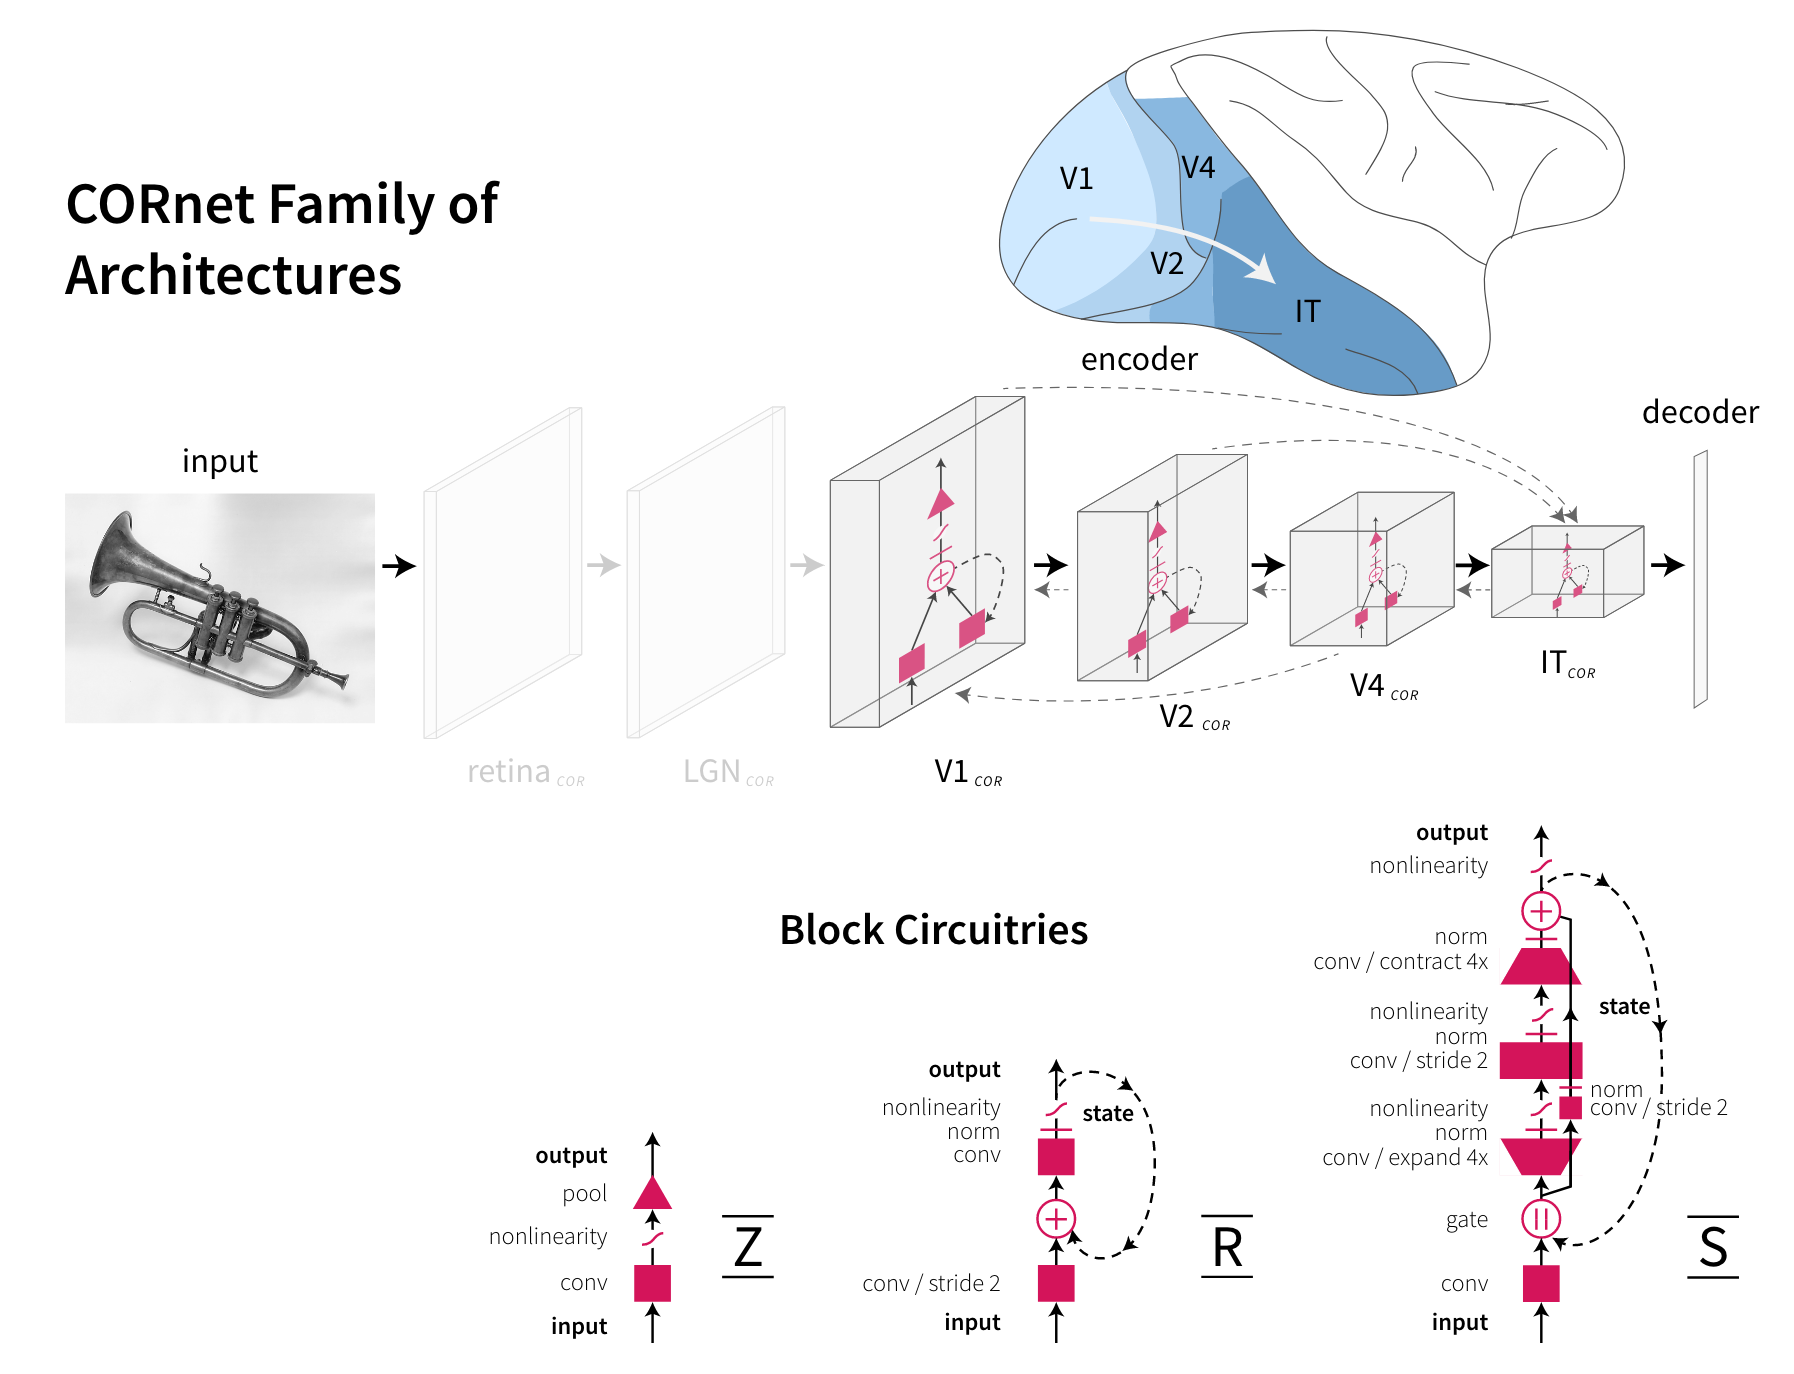 CORnet Family of
Architectures
V1
V4
V2
IT
encoder
decoder
input
retina COR
LGN COR
V1 COR
V2 COR
V4 COR
IT COR
Block Circuitries
output
pool
nonlinearity
conv
input
Z
output
nonlinearity
norm
conv
state
conv / stride 2
input
R
output
nonlinearity
norm
conv / contract 4x
nonlinearity
norm
conv / stride 2
nonlinearity
norm
conv / expand 4x
gate
conv
input
state
norm
conv / stride 2
S